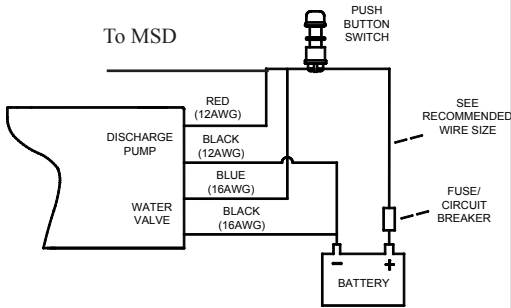 PUSH
BUTTON
SWITCH
To MSD
RED
(12AWG)
DISCHARGE
PUMP
BLACK
(12AWG)
BLUE
(16AWG)
WATER
VALVE
BLACK
(16AWG)
SEE
RECOMMENDED
WIRE SIZE
FUSE/
CIRCUIT
BREAKER
- +
BATTERY